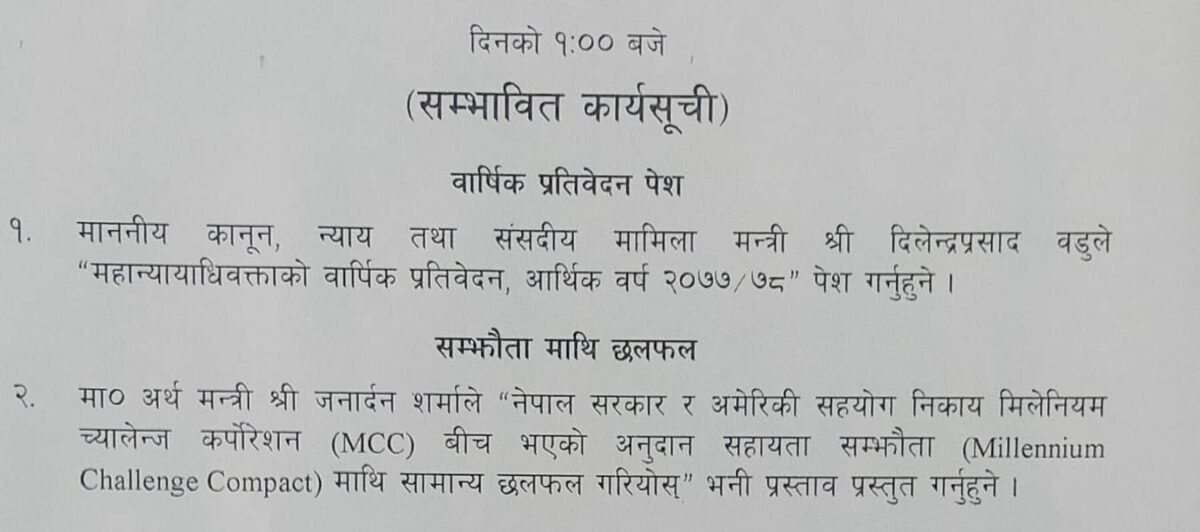 दिनको १:०० बजे
(सम्भावित कार्यसूची)
वार्षिक प्रतिवेदन पेश
१. माननीय कानून, न्याय तथा संसदीय मामिला मन्त्री श्री दिलेन्द्रप्रसाद वडुले
“महान्यायाधिवक्ताको वार्षिक प्रतिवेदन, आर्थिक वर्ष २०७७/७८” पेश गर्नुहुने ।
सम्झौता माथि छलफल
२. मा० अर्थ मन्त्री श्री जनार्दन शर्माले “नेपाल सरकार र अमेरिकी सहयोग निकाय मिलेनियम
च्यालेन्ज कर्पोरेशन (MCC) बीच भएको अनुदान सहायता सम्झौता (Millennium
Challenge Compact) माथि सामान्य छलफल गरियोस्” भनी प्रस्ताव प्रस्तुत गर्नुहुने ।